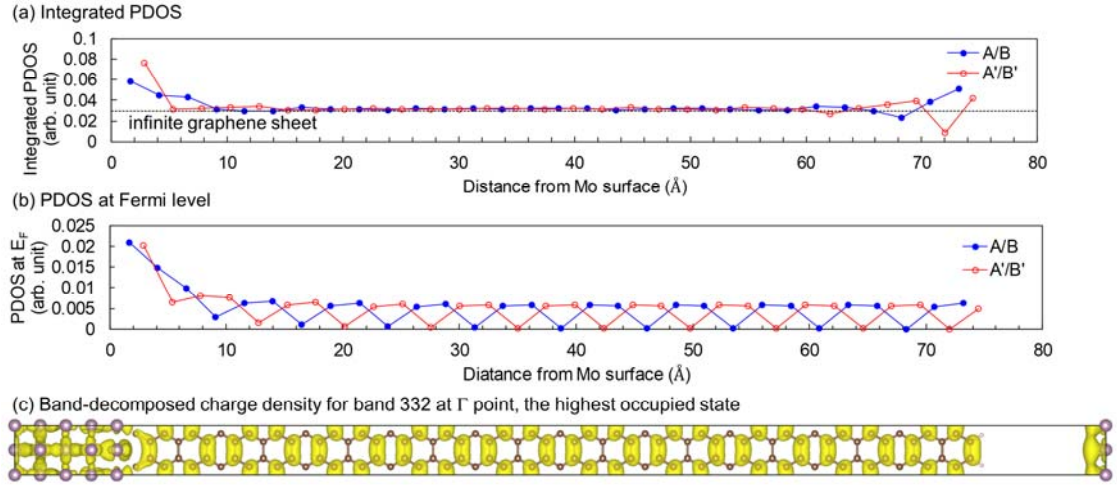 (a) Integrated PDOS
Integrated PDOS
(arb. unit)
0.1
0.08
0.06
0.04
0.02
0
A/B
A'/B'
infinite graphene sheet
0 10 20 30 40 50 60 70 80
Distance from Mo surface (Å)
(b) PDOS at Fermi level
PDOS at E_F
(arb. unit)
0.025
0.02
0.015
0.01
0.005
0
A/B
A'/B'
0 10 20 30 40 50 60 70 80
Diatance from Mo surface (Å)
(c) Band-decomposed charge density for band 332 at Γ point, the highest occupied state